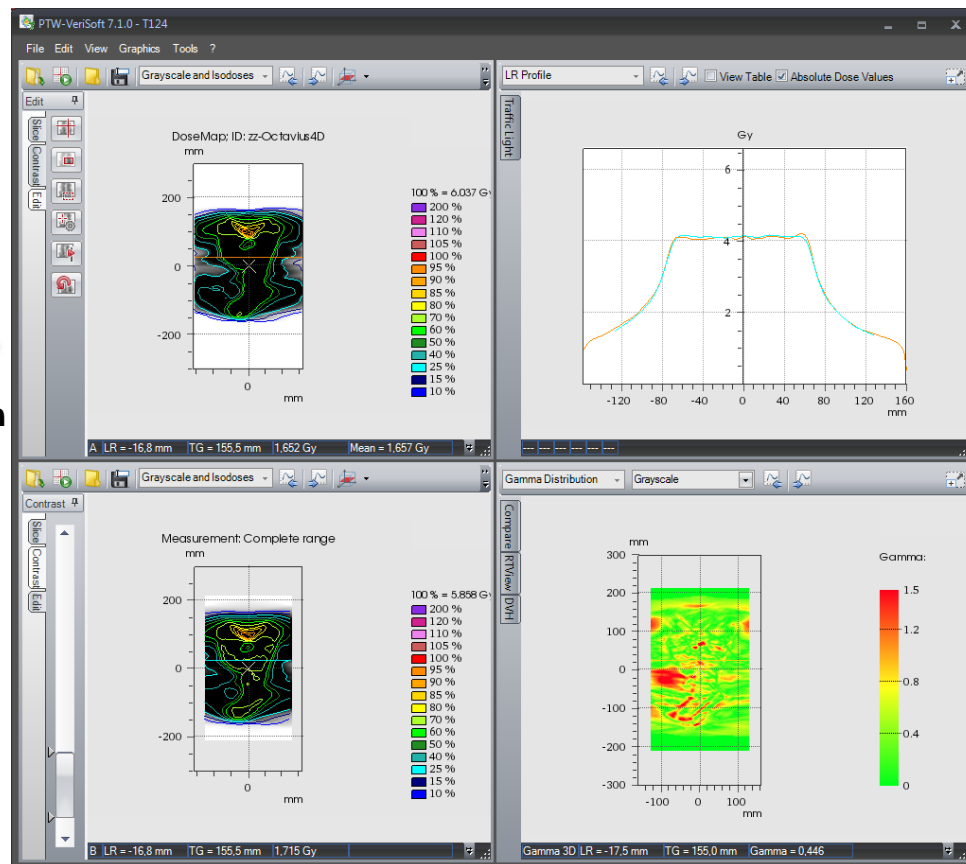 PTW-VeriSoft 7.1.0 - T124
File Edit View Graphics Tools ?
Grayscale and Isodoses
Edit
Slice
Contrast
Edit
DoseMap; ID: zz-Octavius4D
mm
200
0
-200
0
mm
100 % = 6.037 Gy
200 %
120 %
110 %
105 %
100 %
95 %
90 %
85 %
80 %
70 %
60 %
50 %
40 %
25 %
15 %
10 %
A LR = -16,8 mm TG = 155,5 mm 1,652 Gy Mean = 1,657 Gy
LR Profile View Table Absolute Dose Values
Traffic Light
Gy
6
4
2
-120 -80 -40 0 40 80 120 160
mm
--- --- --- --- --- ---
Grayscale and Isodoses
Contrast
Slice
Contrast
Edit
Measurement: Complete range
mm
200
0
-200
0
mm
100 % = 5.858 Gy
200 %
120 %
110 %
105 %
100 %
95 %
90 %
85 %
80 %
70 %
60 %
50 %
40 %
25 %
15 %
10 %
B LR = -16,8 mm TG = 155,5 mm 1,715 Gy
Gamma Distribution Grayscale
Compare
RTView
DVH
mm
300
200
100
0
-100
-200
-300
-100 0 100
mm
Gamma:
1.5
1.2
0.8
0.4
0
Gamma 3D LR = -17,5 mm TG = 155,0 mm Gamma = 0,446